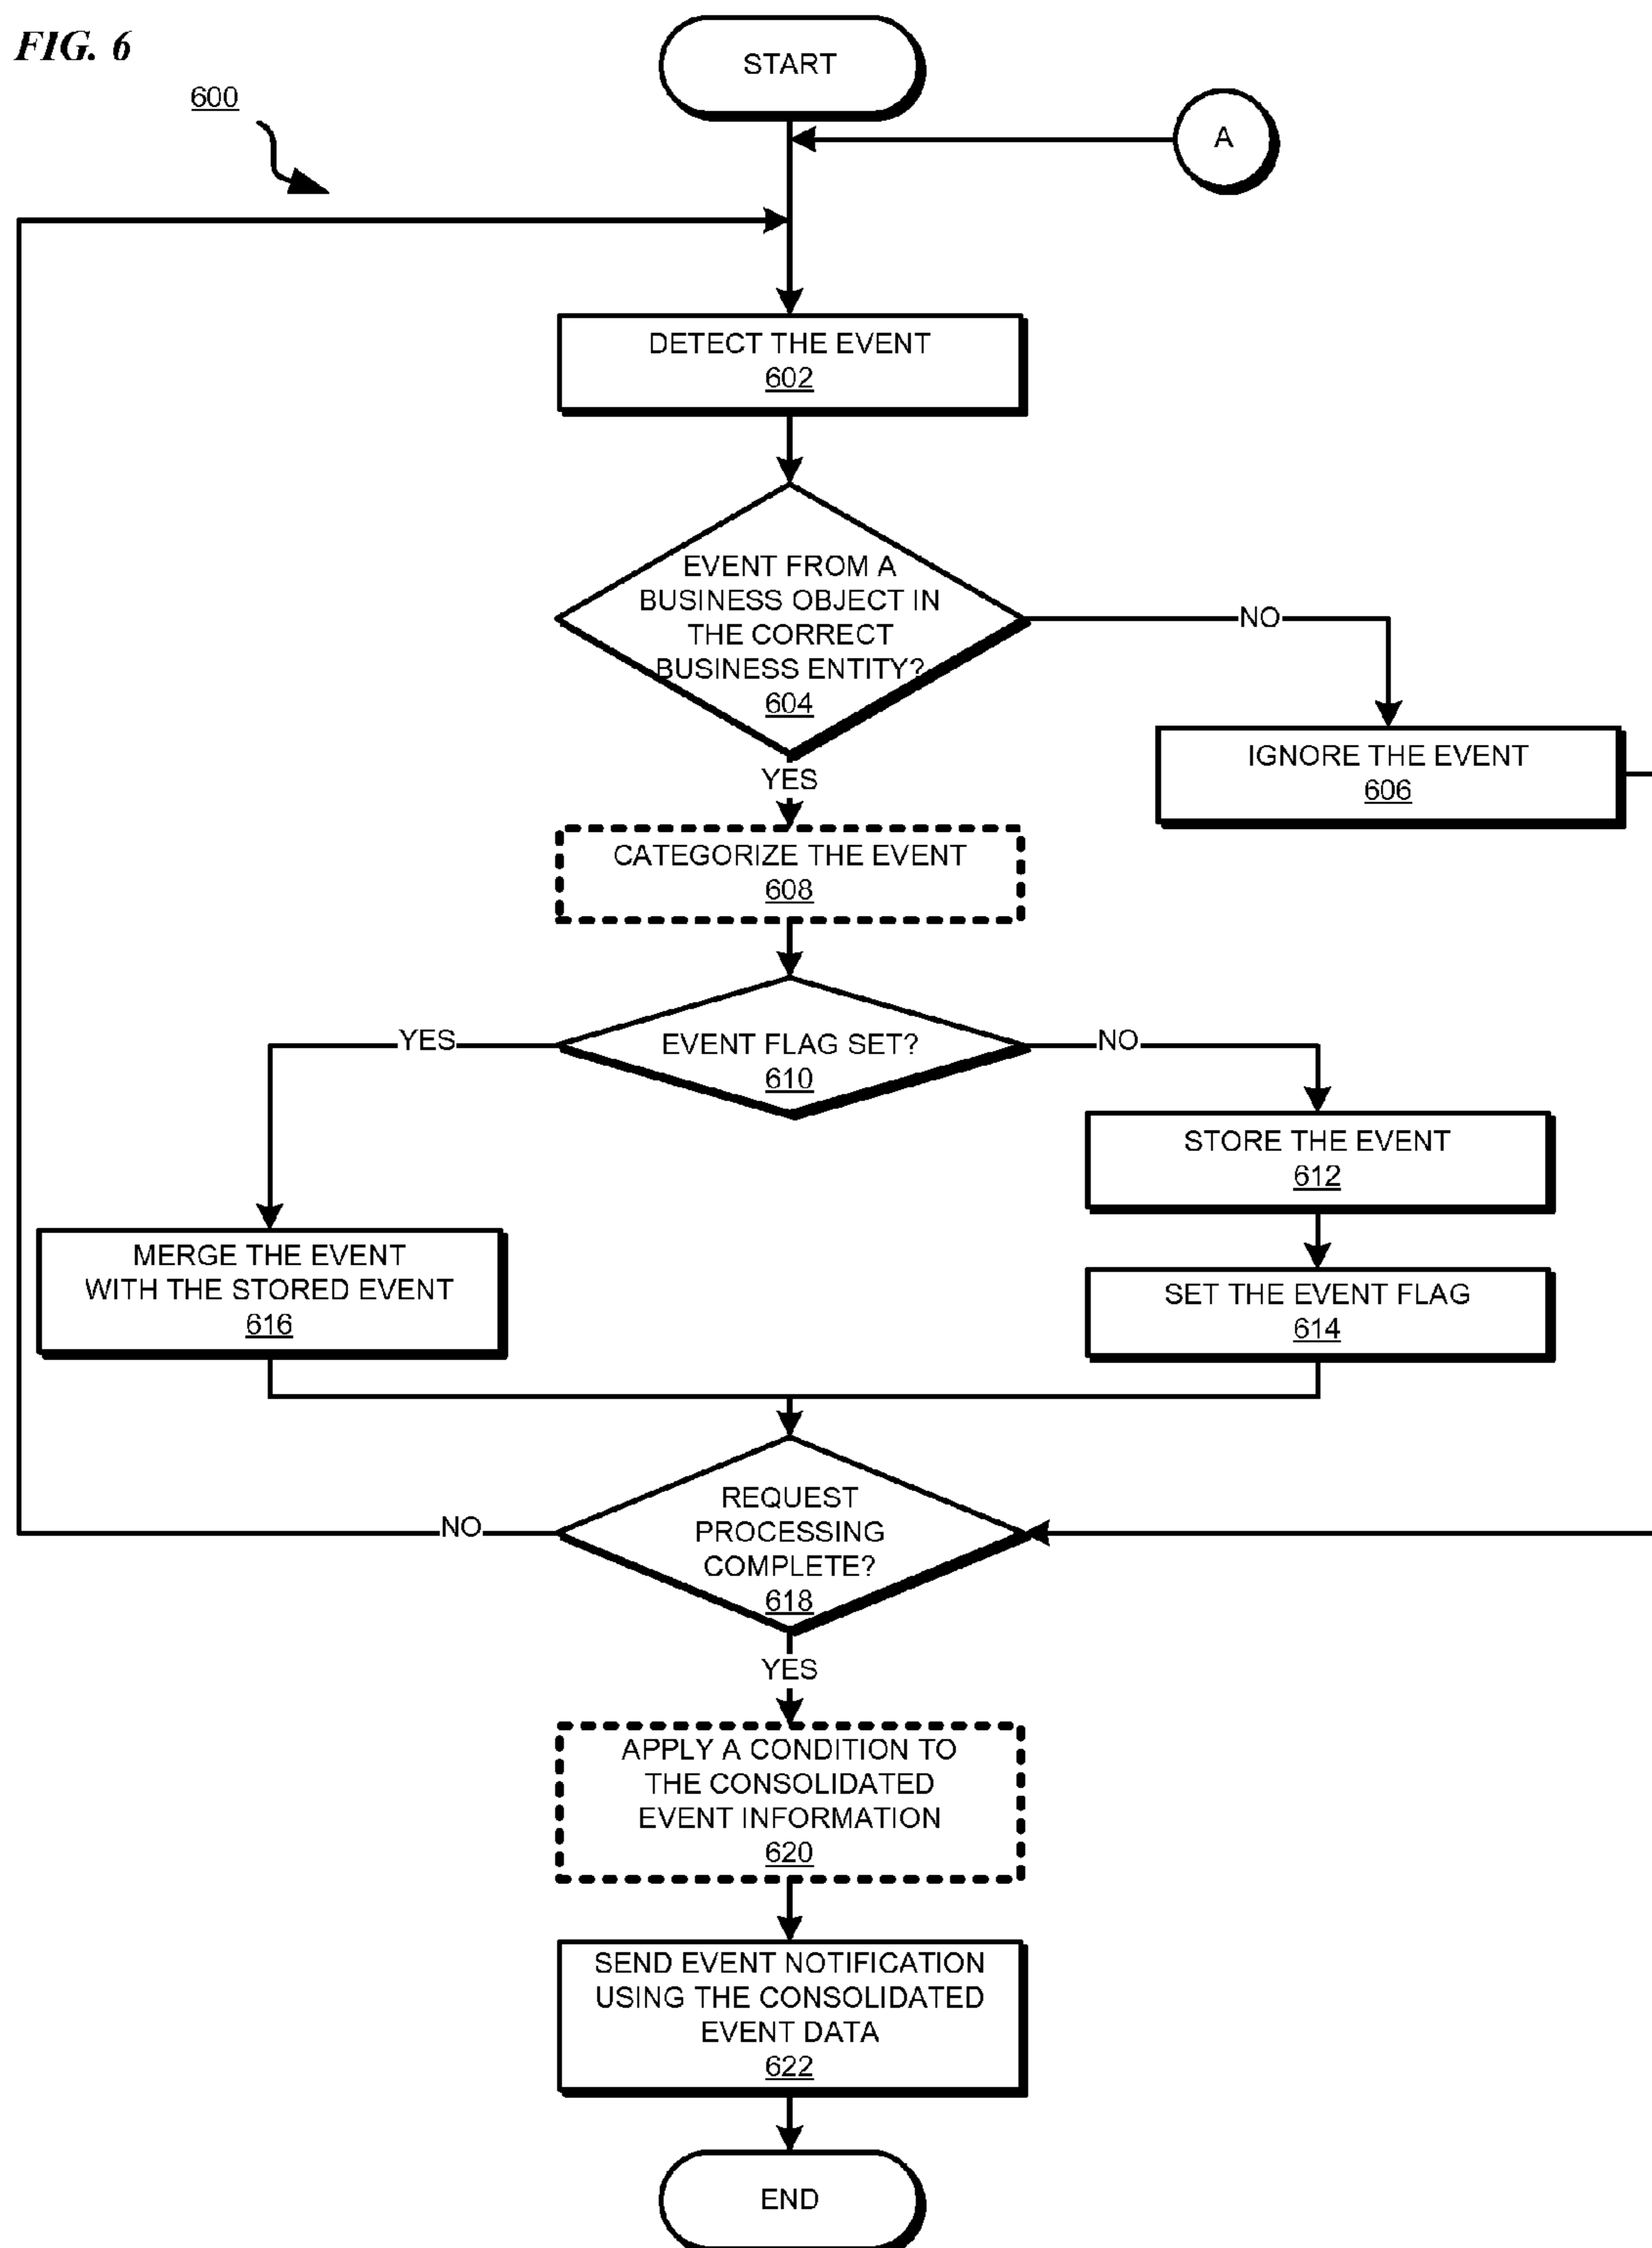 FIG. 6
START
600
A
DETECT THE EVENT
602
EVENT FROM A
BUSINESS OBJECT IN
THE CORRECT
BUSINESS ENTITY?
604
NO
IGNORE THE EVENT
606
YES
CATEGORIZE THE EVENT
608
YES
EVENT FLAG SET?
610
NO
STORE THE EVENT
612
MERGE THE EVENT
WITH THE STORED EVENT
616
SET THE EVENT FLAG
614
REQUEST
PROCESSING
COMPLETE?
618
NO
YES
APPLY A CONDITION TO
THE CONSOLIDATED
EVENT INFORMATION
620
SEND EVENT NOTIFICATION
USING THE CONSOLIDATED
EVENT DATA
622
END